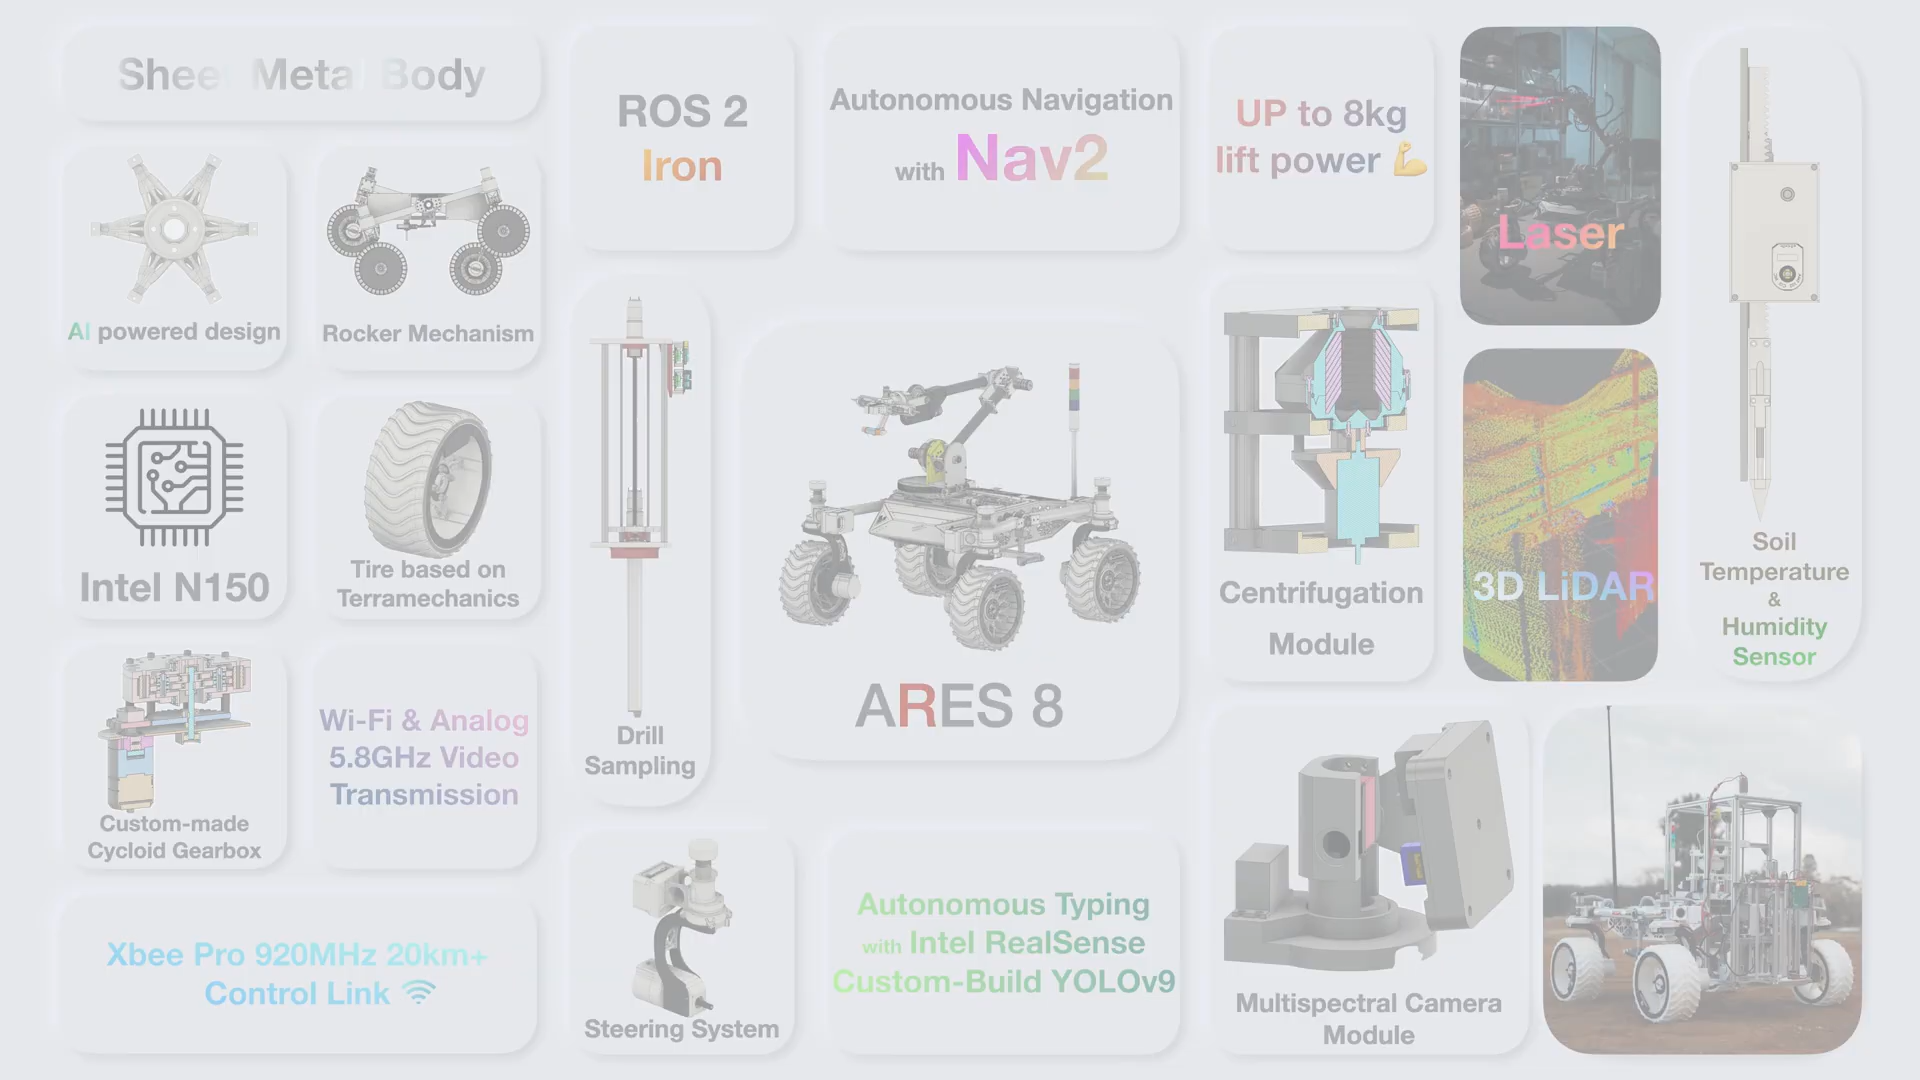 Sheet Metal Body
AI powered design
Rocker Mechanism
Intel N150
Tire based on
Terramechanics
Custom-made
Cycloid Gearbox
Wi-Fi & Analog
5.8GHz Video
Transmission
Xbee Pro 920MHz 20km+
Control Link
ROS 2
Iron
Autonomous Navigation
with Nav2
UP to 8kg
lift power 💪
Drill
Sampling
ARES 8
Steering System
Autonomous Typing
with Intel RealSense
Custom-Build YOLOv9
Centrifugation
Module
Laser
3D LiDAR
Soil
Temperature
&
Humidity
Sensor
Multispectral Camera
Module